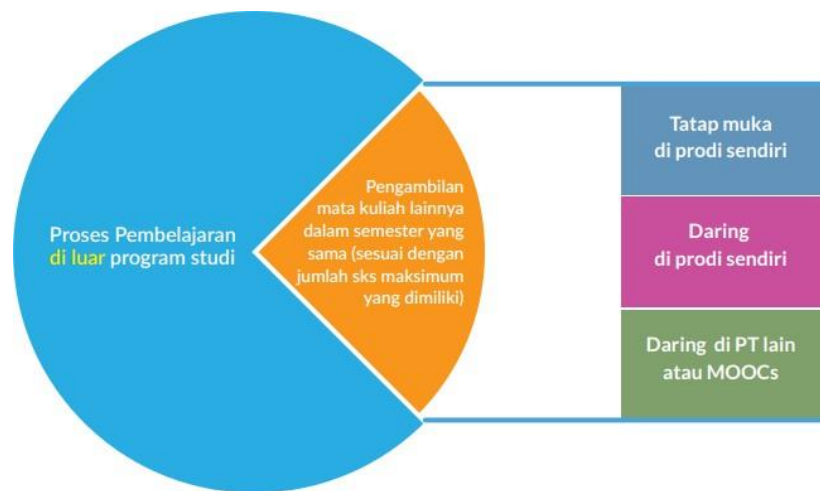 Proses Pembelajaran
di luar program studi
Pengambilan
mata kuliah lainnya
dalam semester yang
sama (sesuai dengan
jumlah sks maksimum
yang dimiliki)
Tatap muka
di prodi sendiri
Daring
di prodi sendiri
Daring di PT lain
atau MOOCs